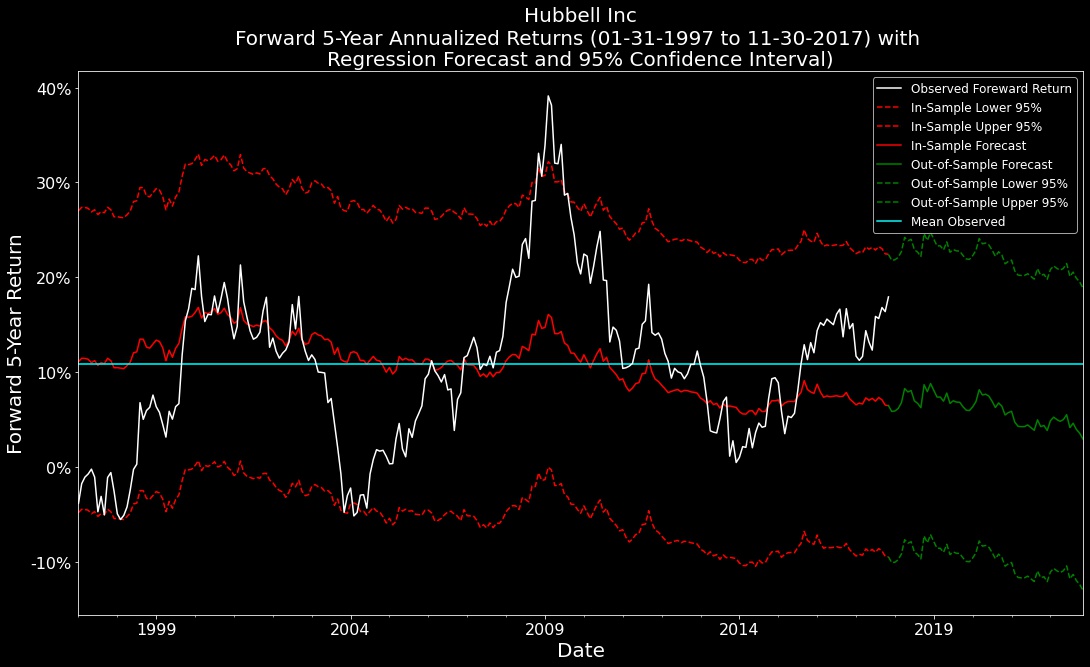 Hubbell Inc
Forward 5-Year Annualized Returns (01-31-1997 to 11-30-2017) with
Regression Forecast and 95% Confidence Interval)
Forward 5-Year Return
40%
30%
20%
10%
0%
-10%
Observed Foreward Return
In-Sample Lower 95%
In-Sample Upper 95%
In-Sample Forecast
Out-of-Sample Forecast
Out-of-Sample Lower 95%
Out-of-Sample Upper 95%
Mean Observed
1999
2004
2009
2014
2019
Date